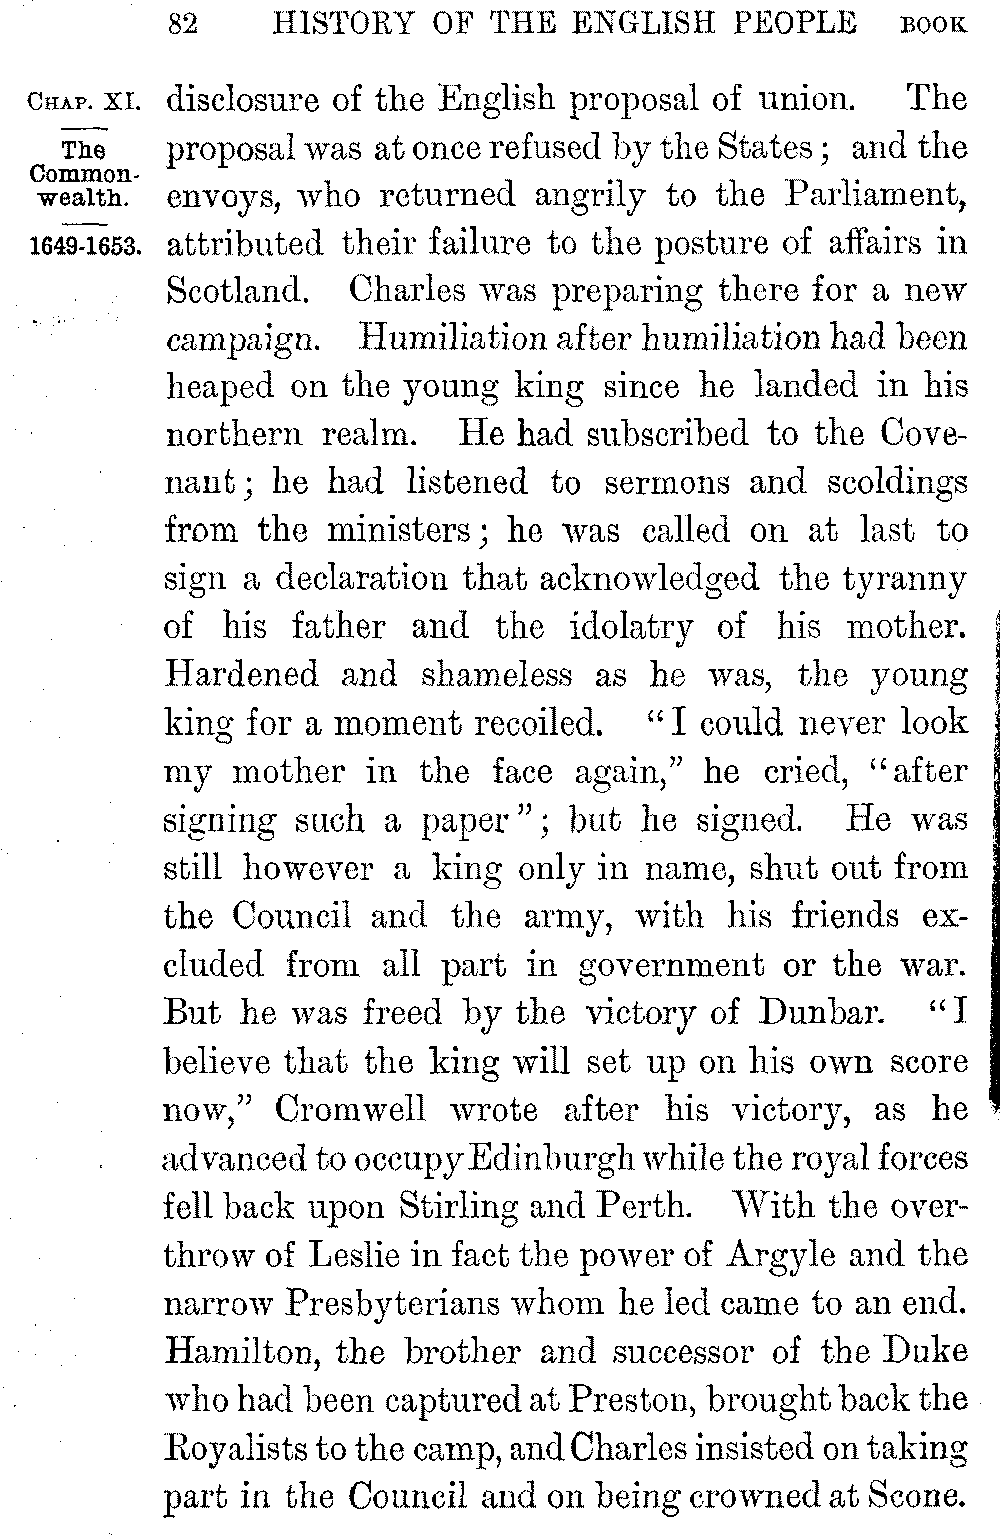 82 HISTORY OF THE ENGLISH PEOPLE BOOK
CHAP. XI.
The
Common-
wealth.
1649-1653.
disclosure of the English proposal of union. The
proposal was at once refused by the States; and the
envoys, who returned angrily to the Parliament,
attributed their failure to the posture of affairs in
Scotland. Charles was preparing there for a new
campaign. Humiliation after humiliation had been
heaped on the young king since he landed in his
northern realm. He had subscribed to the Cove-
nant; he had listened to sermons and scoldings
from the ministers; he was called on at last to
sign a declaration that acknowledged the tyranny
of his father and the idolatry of his mother.
Hardened and shameless as he was, the young
king for a moment recoiled. “I could never look
my mother in the face again,” he cried, “after
signing such a paper”; but he signed. He was
still however a king only in name, shut out from
the Council and the army, with his friends ex-
cluded from all part in government or the war.
But he was freed by the victory of Dunbar. “I
believe that the king will set up on his own score
now,” Cromwell wrote after his victory, as he
advanced to occupy Edinburgh while the royal forces
fell back upon Stirling and Perth. With the over-
throw of Leslie in fact the power of Argyle and the
narrow Presbyterians whom he led came to an end.
Hamilton, the brother and successor of the Duke
who had been captured at Preston, brought back the
Royalists to the camp, and Charles insisted on taking
part in the Council and on being crowned at Scone.